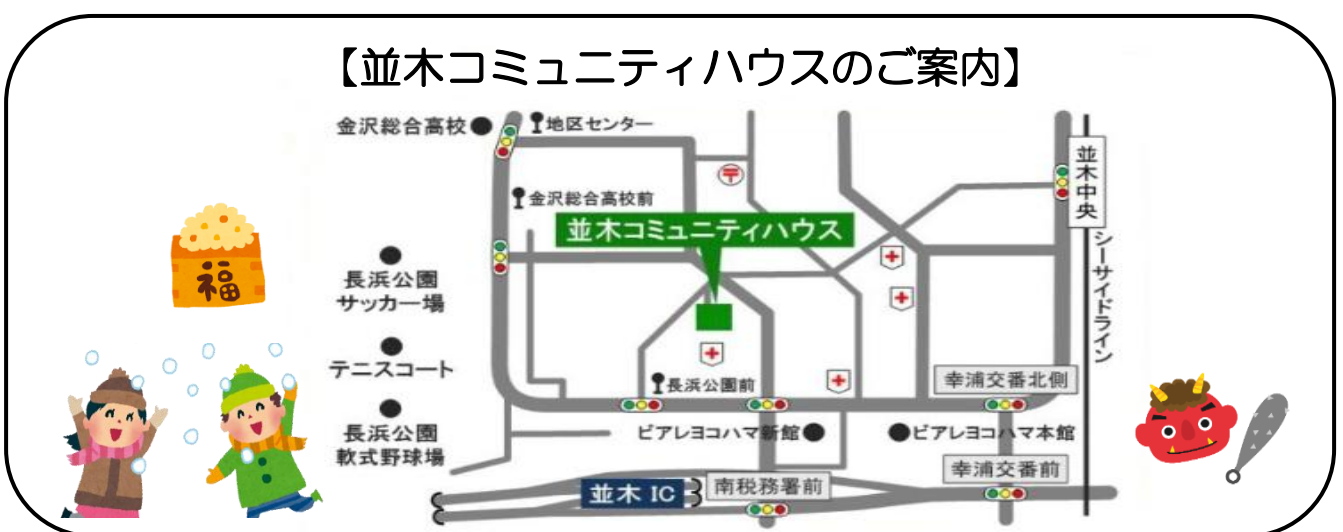 【並木コミュニティハウスのご案内】
金沢総合高校
地区センター
金沢総合高校前
並木コミュニティハウス
並木中央
シーサイドライン
福
長浜公園
サッカー場
テニスコート
長浜公園前
幸浦交番北側
長浜公園
軟式野球場
ビアレヨコハマ新館
ビアレヨコハマ本館
幸浦交番前
並木 IC
南税務署前